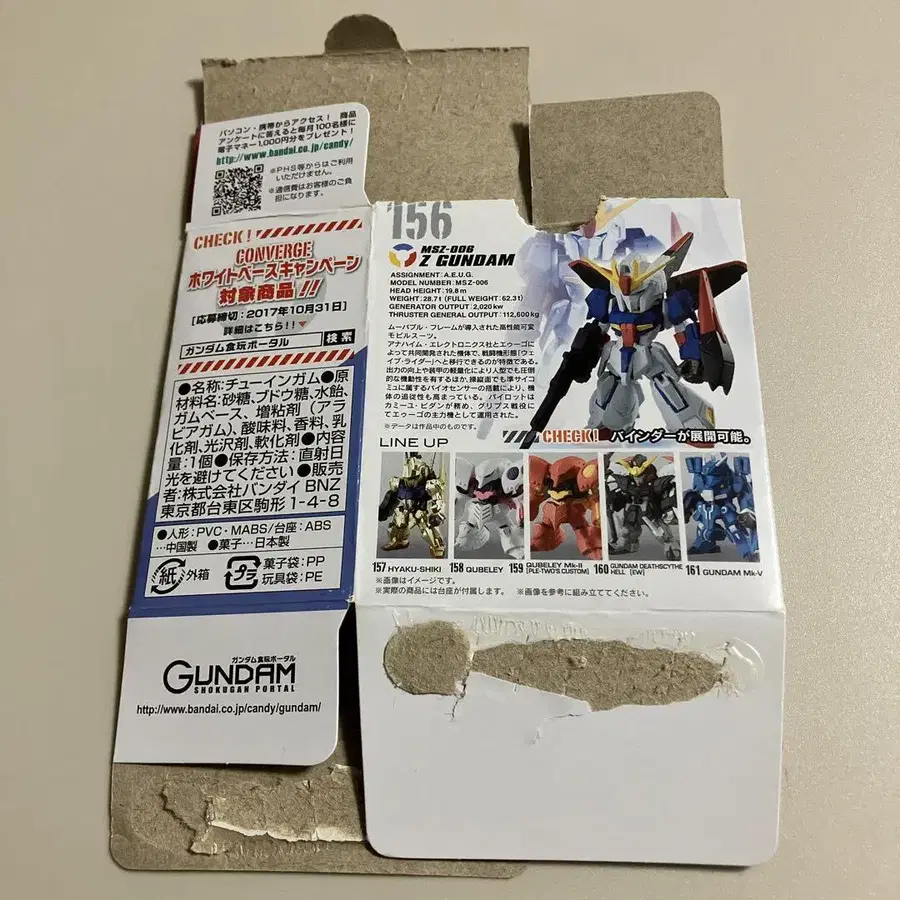 パソコン・携帯からアクセス! 商品
アンケートに答えると毎月100名様に
電子マネー1,000円分をプレゼント!
http://www.bandai.co.jp/candy/
※PHS等からはご利用
いただけません。
※通信費はお客様のご負
担になります。
CHECK!
CONVERGE
ホワイトベースキャンペーン
対象商品!!
[応募締切:2017年10月31日]
詳細はこちら!!
ガンダム食玩ポータル 検索
●名称:チューインガム●原
材料名:砂糖、ブドウ糖、水飴、
ガムベース、増粘剤(アラ
ビアガム)、酸味料、香料、乳
化剤、光沢剤、軟化剤●内容
量:1個●保存方法:直射日
光を避けてください●販売
者:株式会社バンダイ BNZ
東京都台東区駒形1-4-8
●人形:PVC・MABS/台座:ABS
…中国製 ●菓子…日本製
紙 外箱
プラ 菓子袋:PP
玩具袋:PE
ガンダム食玩ポータル
GUNDAM
SHOKUGAN PORTAL
http://www.bandai.co.jp/candy/gundam/
156
MSZ-006
Z GUNDAM
ASSIGNMENT: A.E.U.G.
MODEL NUMBER: MSZ-006
HEAD HEIGHT: 19.8m
WEIGHT: 28.7t (FULL WEIGHT: 62.3t)
GENERATOR OUTPUT: 2,020kw
THRUSTER GENERAL OUTPUT: 112,600kg
ムーバブル・フレームが導入された高性能可変
モビルスーツ。
アナハイム・エレクトロニクス社とエゥーゴに
よって共同開発された機体で、戦闘機形態「ウェ
イブ・ライダー」へと移行できるのが特徴である。
出力の向上や装甲の軽量化により人型でも圧倒
的な機動性を有するほか、操縦面でも準サイコミ
ュに属するバイオセンサーの搭載により、機
体の追従性も高まっている。パイロットは
カミーユ・ビダンが務め、グリプス戦役に
てエゥーゴの主力機として運用された。
※データは作品中のものです。
CHECK! バインダーが展開可能。
LINE UP
157 HYAKU-SHIKI
158 QUBELEY
159 QUBELEY Mk-II
[PLE-TWO'S CUSTOM]
160 GUNDAM DEATHSCYTHE
HELL [EW]
161 GUNDAM Mk-V
※画像はイメージです。
※実際の商品には台座が付属します。 ※画像を参考に組み立ててください。